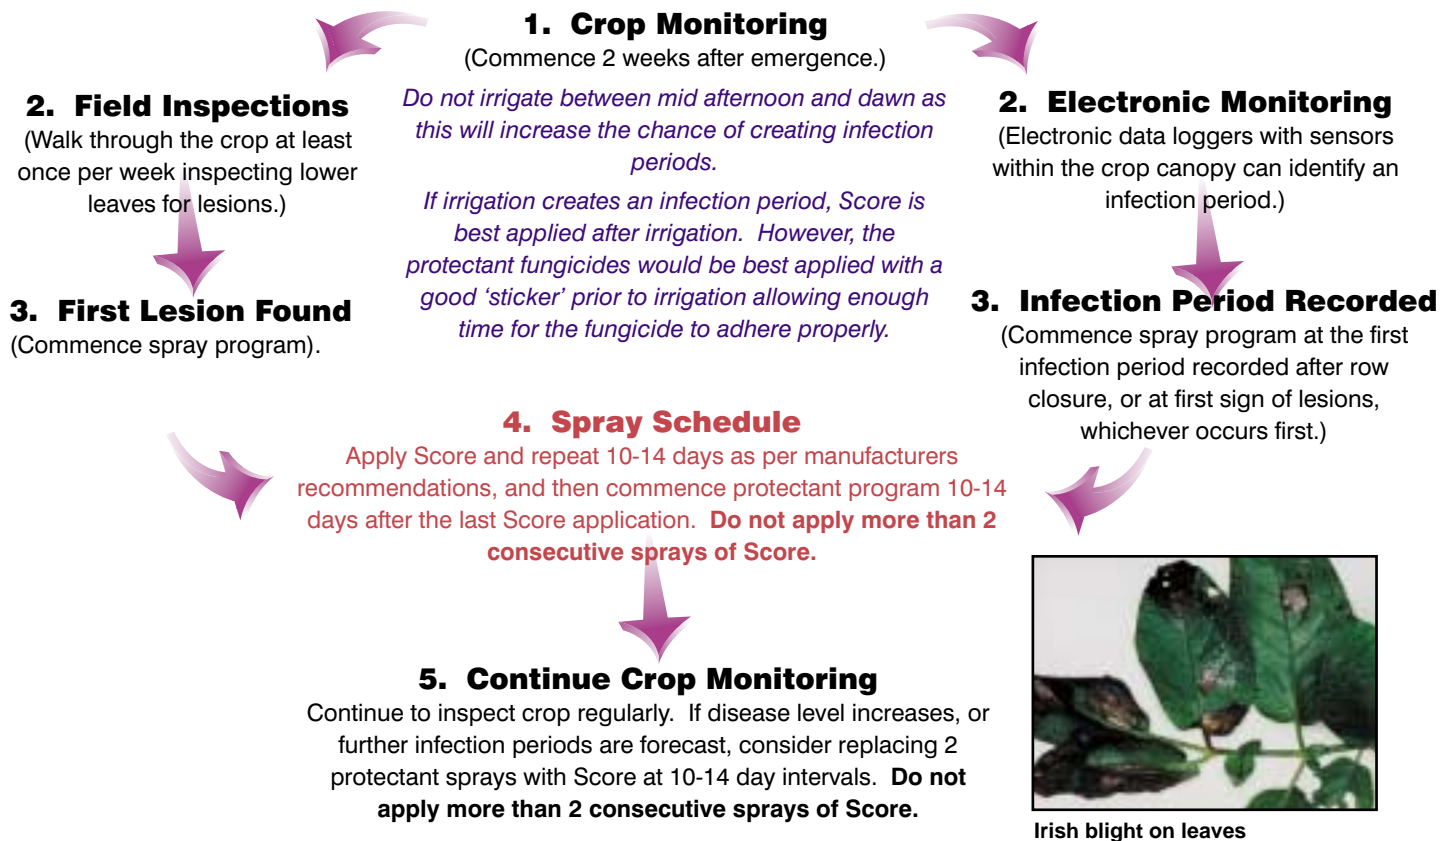 1. Crop Monitoring
(Commence 2 weeks after emergence.)
Do not irrigate between mid afternoon and dawn as
this will increase the chance of creating infection
periods.
If irrigation creates an infection period, Score is
best applied after irrigation. However, the
protectant fungicides would be best applied with a
good ‘sticker’ prior to irrigation allowing enough
time for the fungicide to adhere properly.
2. Field Inspections
(Walk through the crop at least
once per week inspecting lower
leaves for lesions.)
3. First Lesion Found
(Commence spray program).
2. Electronic Monitoring
(Electronic data loggers with sensors
within the crop canopy can identify an
infection period.)
3. Infection Period Recorded
(Commence spray program at the first
infection period recorded after row
closure, or at first sign of lesions,
whichever occurs first.)
4. Spray Schedule
Apply Score and repeat 10-14 days as per manufacturers
recommendations, and then commence protectant program 10-14
days after the last Score application. Do not apply more than 2
consecutive sprays of Score.
5. Continue Crop Monitoring
Continue to inspect crop regularly. If disease level increases, or
further infection periods are forecast, consider replacing 2
protectant sprays with Score at 10-14 day intervals. Do not
apply more than 2 consecutive sprays of Score.
Irish blight on leaves